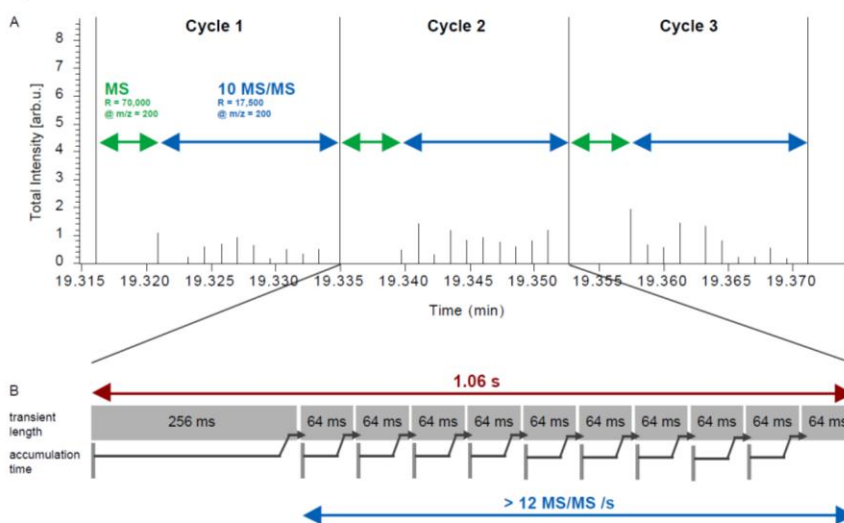 A
Cycle 1
Cycle 2
Cycle 3
Total Intensity [arb.u.]
8
7
6
5
4
3
2
1
0
MS
R = 70,000
@ m/z = 200
10 MS/MS
R = 17,500
@ m/z = 200
19.315 19.320 19.325 19.330 19.335 19.340 19.345 19.350 19.355 19.360 19.365 19.370
Time (min)
B
1.06 s
transient
length
256 ms 64 ms 64 ms 64 ms 64 ms 64 ms 64 ms 64 ms 64 ms 64 ms 64 ms
accumulation
time
> 12 MS/MS /s